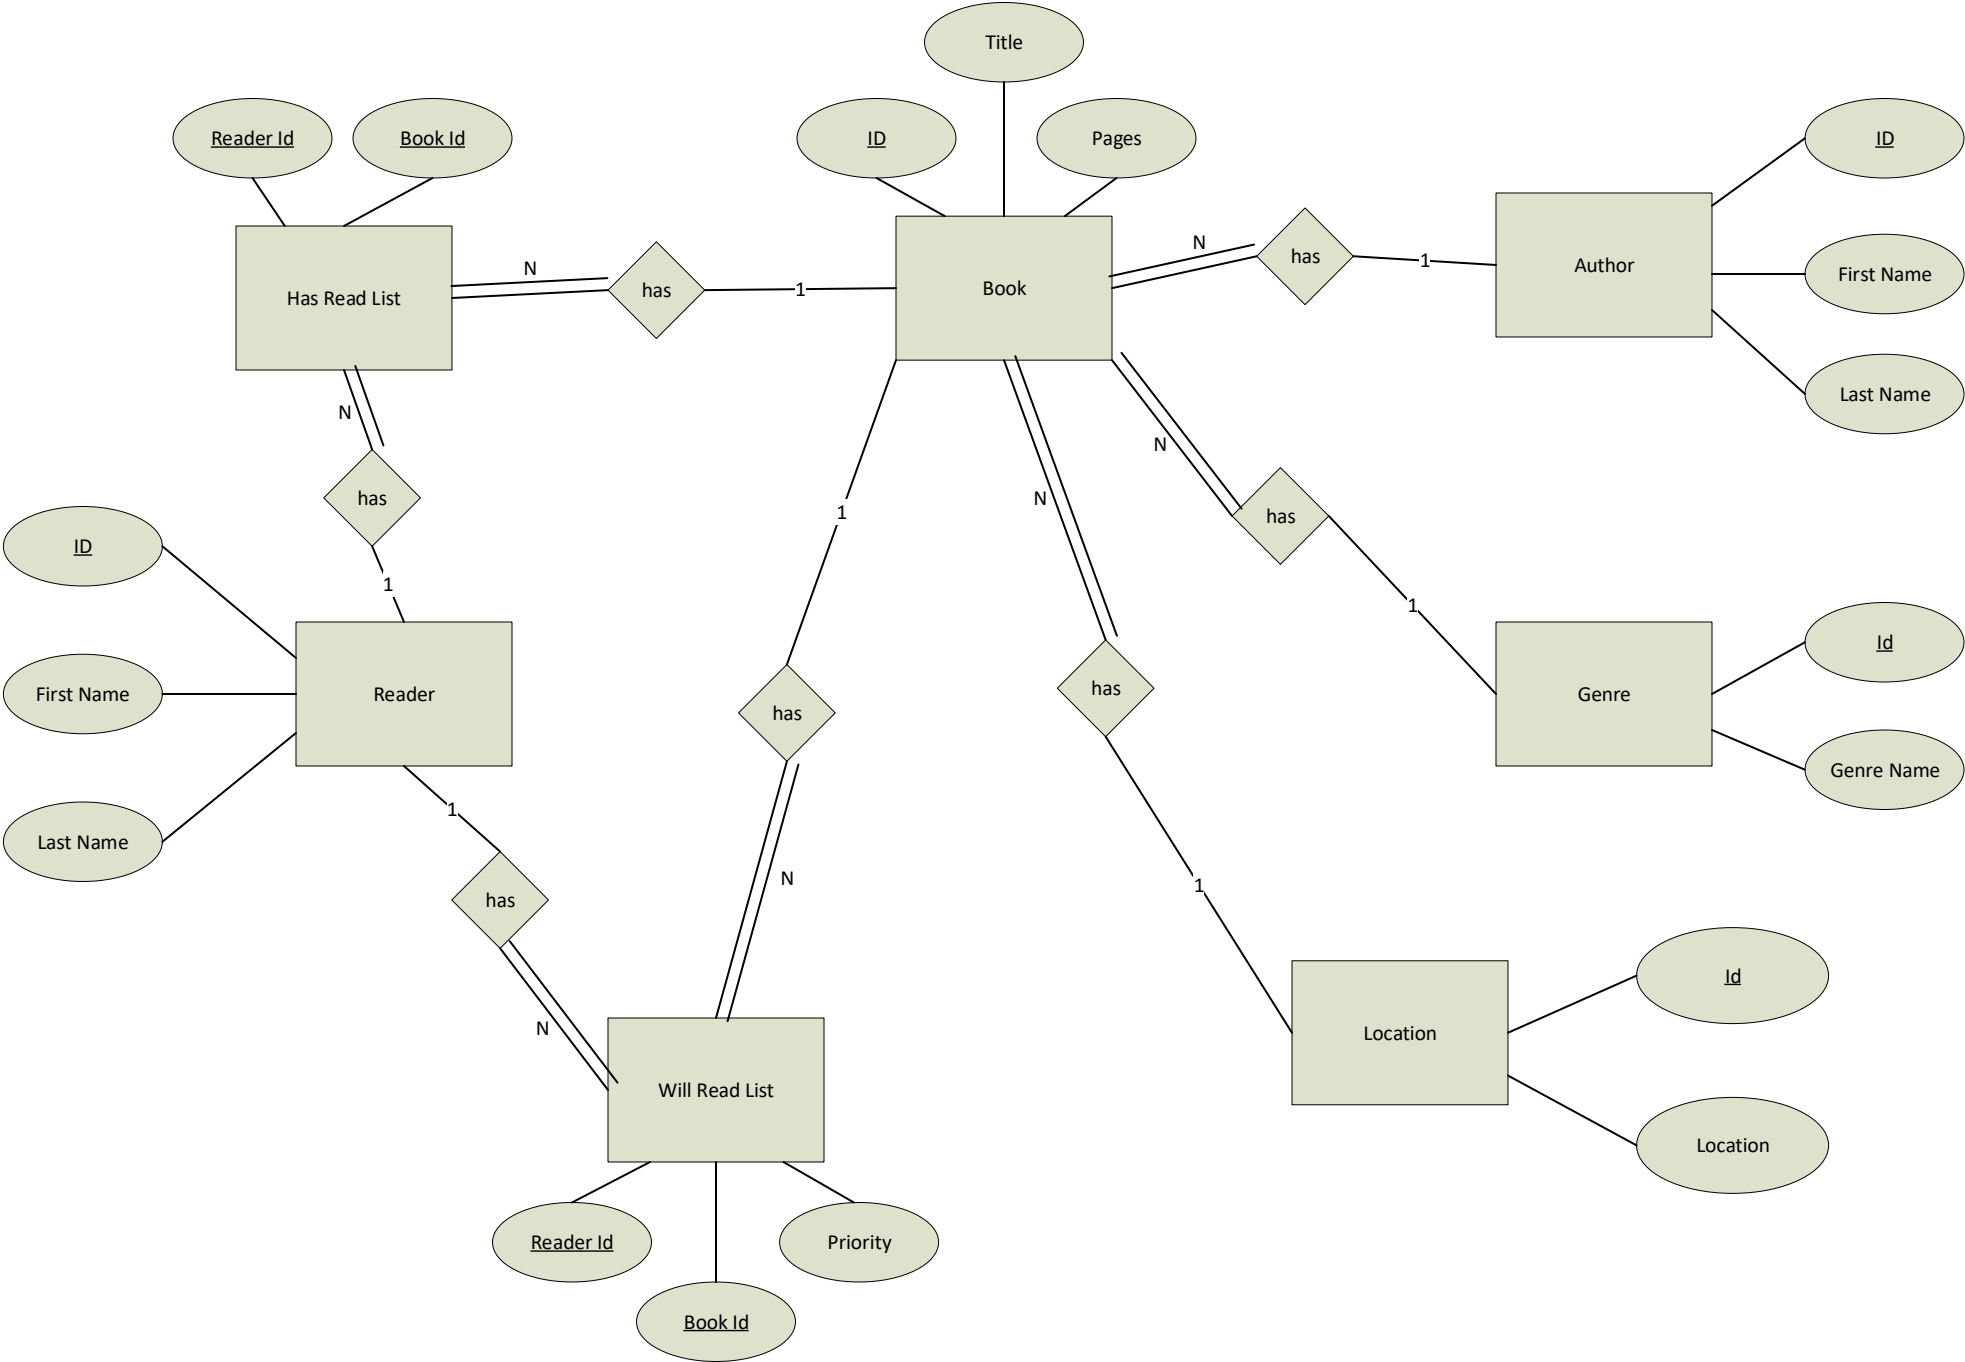 Title
Reader Id
Book Id
ID
Pages
ID
N
has
1
Author
First Name
Last Name
Has Read List
N
has
1
Book
N
has
1
N
has
1
Genre
Id
Genre Name
ID
First Name
Last Name
Reader
1
has
N
N
has
1
Location
Id
Location
1
has
N
Will Read List
Reader Id
Priority
Book Id